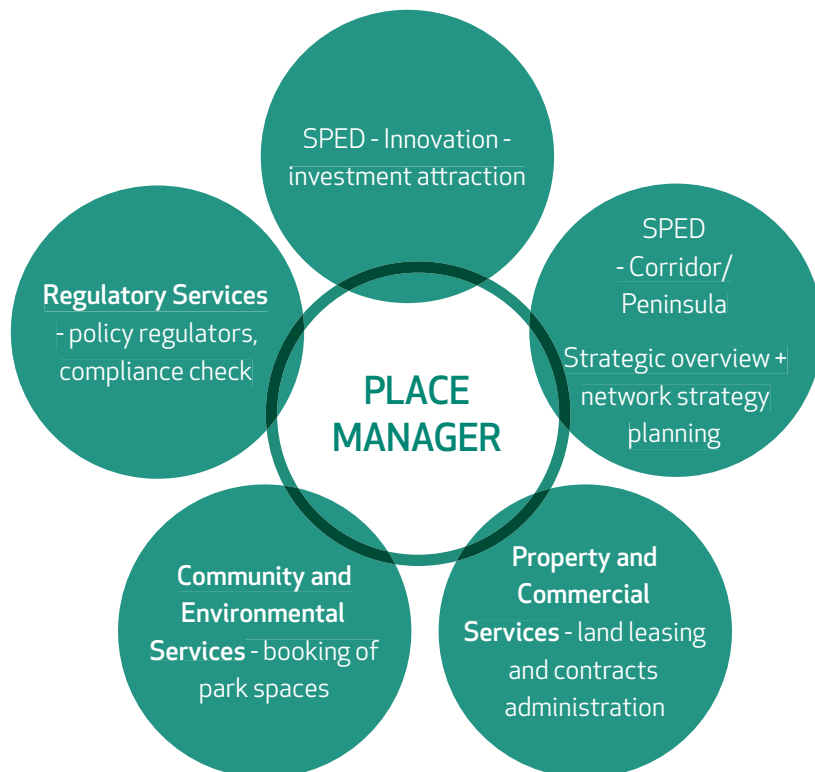 SPED - Innovation -
investment attraction
SPED
- Corridor/
Peninsula
Strategic overview +
network strategy
planning
Regulatory Services
- policy regulators,
compliance check
PLACE
MANAGER
Community and
Environmental
Services - booking of
park spaces
Property and
Commercial
Services - land leasing
and contracts
administration